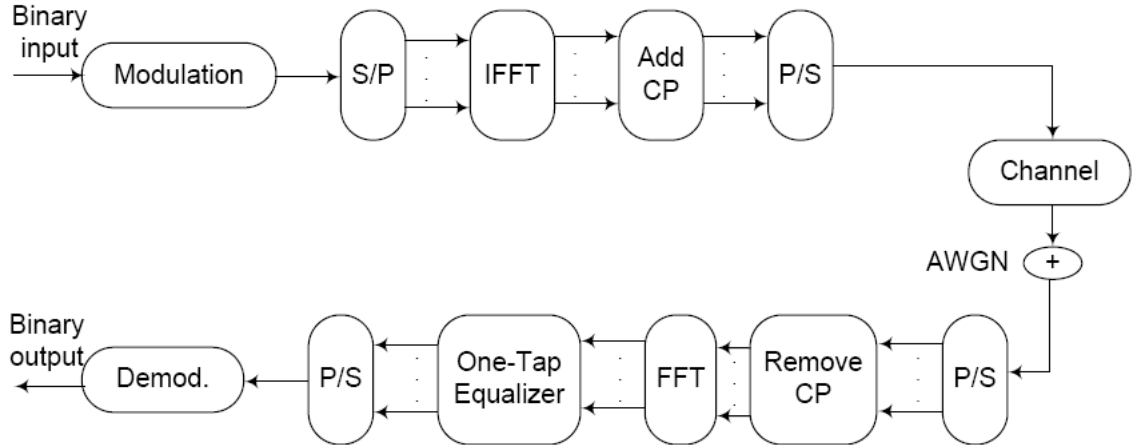 Binary
input
Modulation
S/P
IFFT
Add
CP
P/S
Channel
AWGN
+
Binary
output
Demod.
P/S
One-Tap
Equalizer
FFT
Remove
CP
P/S